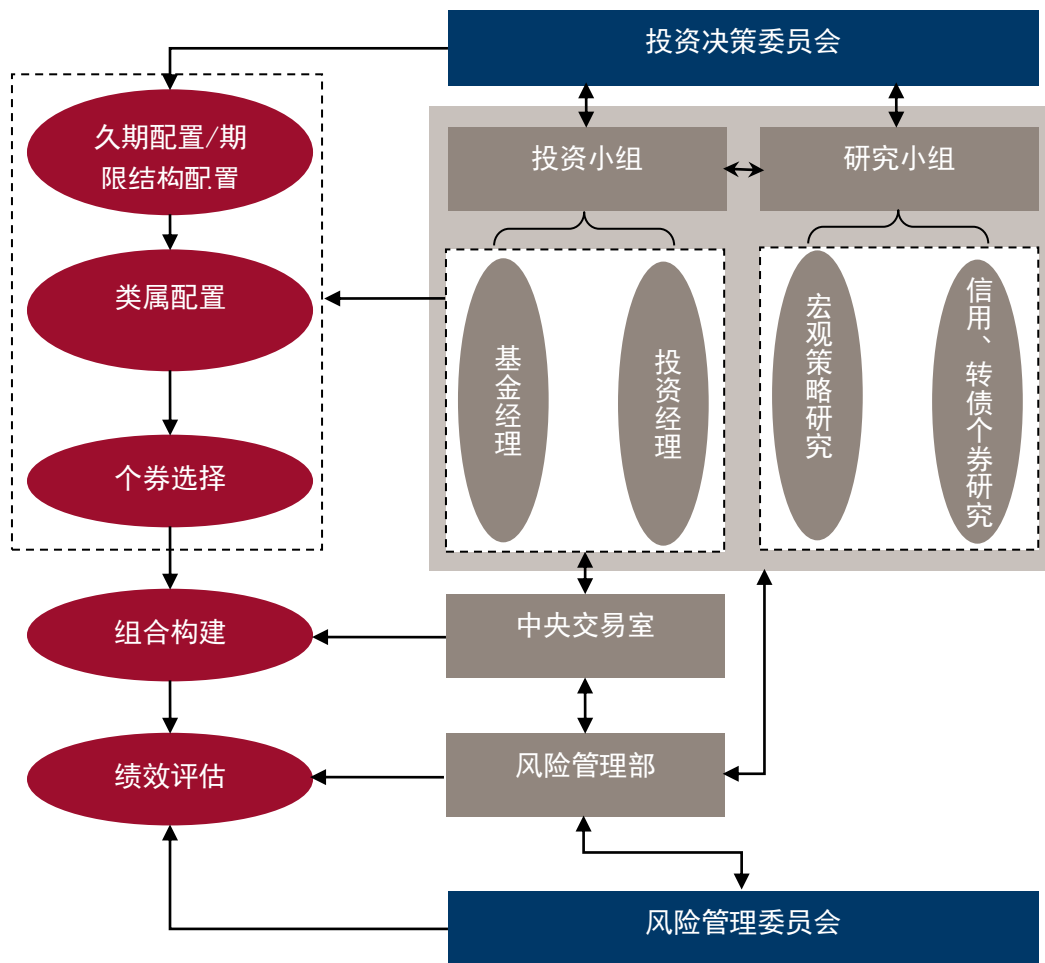 投资决策委员会
久期配置/期
限结构配置
投资小组
研究小组
类属配置
基金经理
投资经理
宏观策略研究
信用、转债个券研究
个券选择
组合构建
中央交易室
绩效评估
风险管理部
风险管理委员会